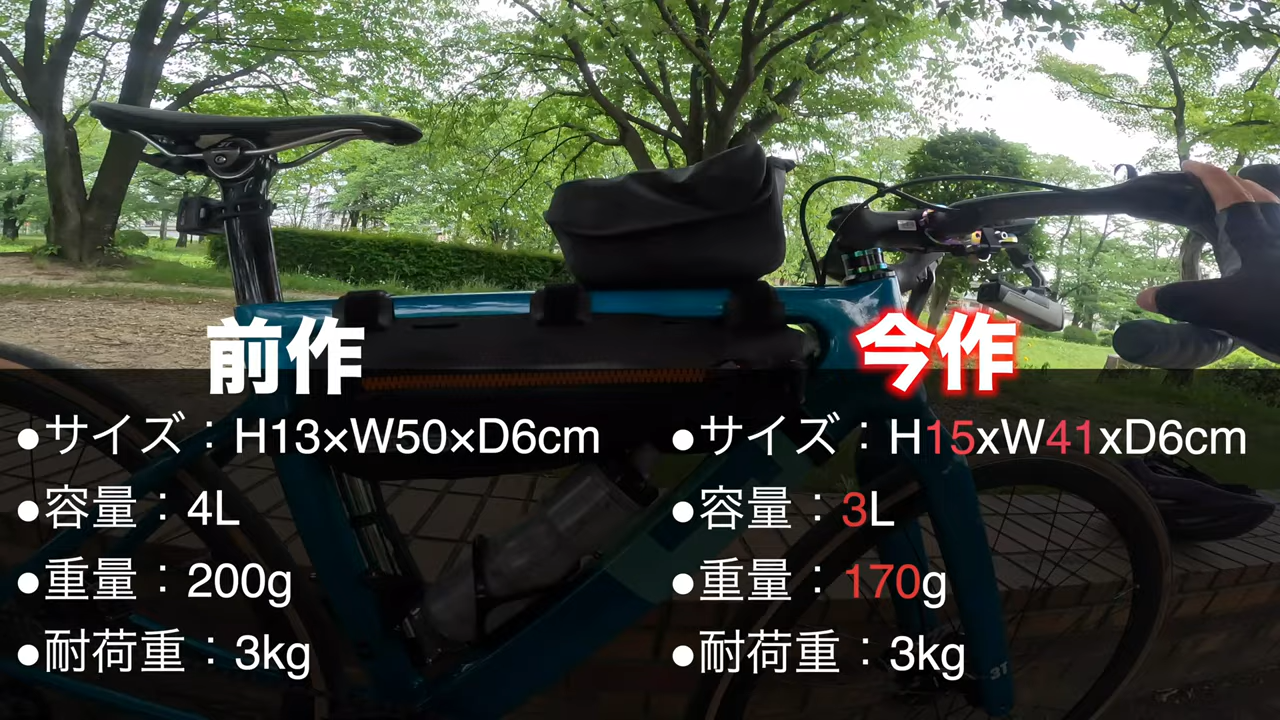 前作
●サイズ：H13×W50×D6cm
●容量：4L
●重量：200g
●耐荷重：3kg
今作
●サイズ：H15xW41xD6cm
●容量：3L
●重量：170g
●耐荷重：3kg
3T